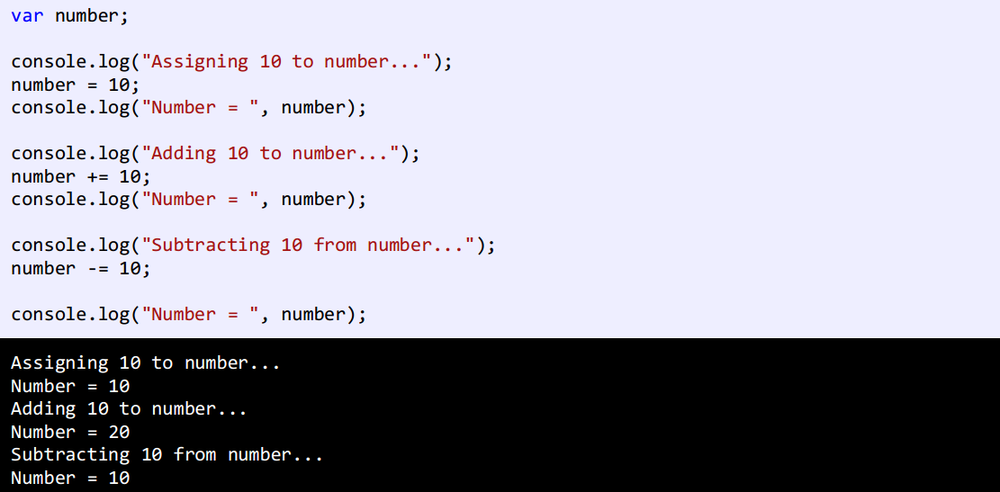 var number;
console.log("Assigning 10 to number...");
number = 10;
console.log("Number = ", number);
console.log("Adding 10 to number...");
number += 10;
console.log("Number = ", number);
console.log("Subtracting 10 from number...");
number -= 10;
console.log("Number = ", number);
Assigning 10 to number...
Number = 10
Adding 10 to number...
Number = 20
Subtracting 10 from number...
Number = 10